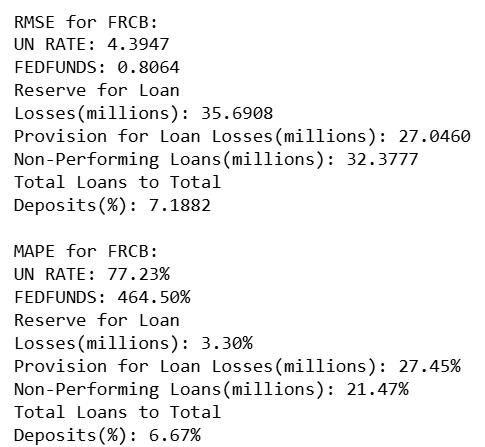 RMSE for FRCB:
UN RATE: 4.3947
FEDFUNDS: 0.8064
Reserve for Loan
Losses(millions): 35.6908
Provision for Loan Losses(millions): 27.0460
Non-Performing Loans(millions): 32.3777
Total Loans to Total
Deposits(%): 7.1882

MAPE for FRCB:
UN RATE: 77.23%
FEDFUNDS: 464.50%
Reserve for Loan
Losses(millions): 3.30%
Provision for Loan Losses(millions): 27.45%
Non-Performing Loans(millions): 21.47%
Total Loans to Total
Deposits(%): 6.67%